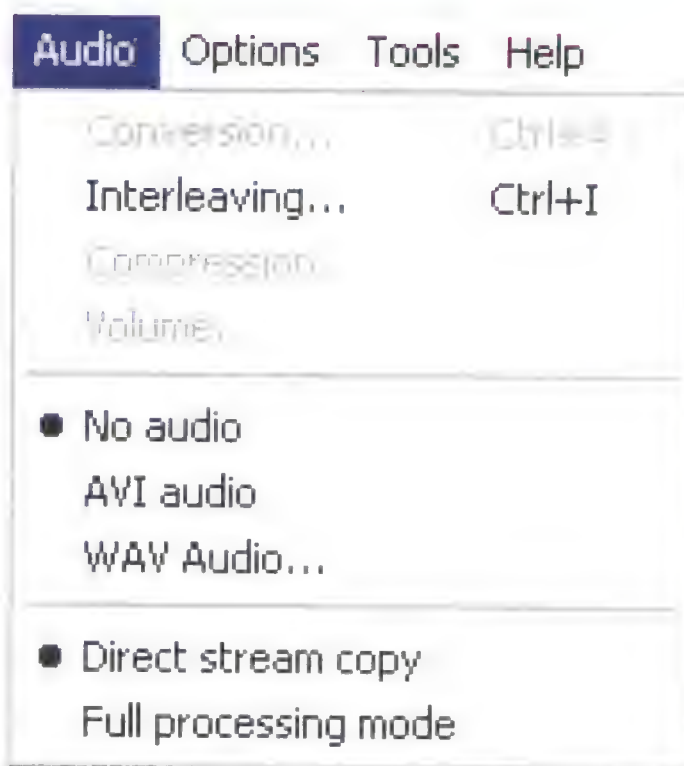 Audio Options Tools Help
Conversion...
Interleaving... Ctrl+I
Compression...
Volume...
No audio
AVI audio
WAV Audio...
Direct stream copy
Full processing mode